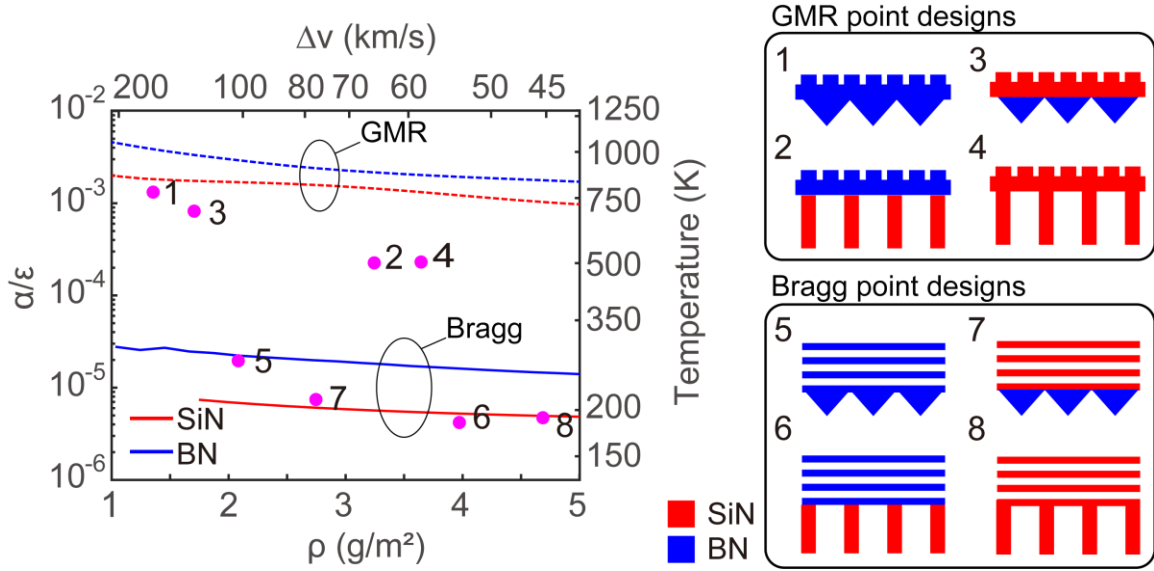 Δv (km/s)
200 100 80 70 60 50 45
10⁻²
10⁻³
10⁻⁴
10⁻⁵
10⁻⁶
α/ε
1250
1000
750
500
350
200
150
Temperature (K)
GMR
1
3
2
4
Bragg
5
7
6
8
SiN
BN
1 2 3 4 5
ρ (g/m²)
GMR point designs
1
3
2
4
Bragg point designs
5
7
6
8
SiN
BN